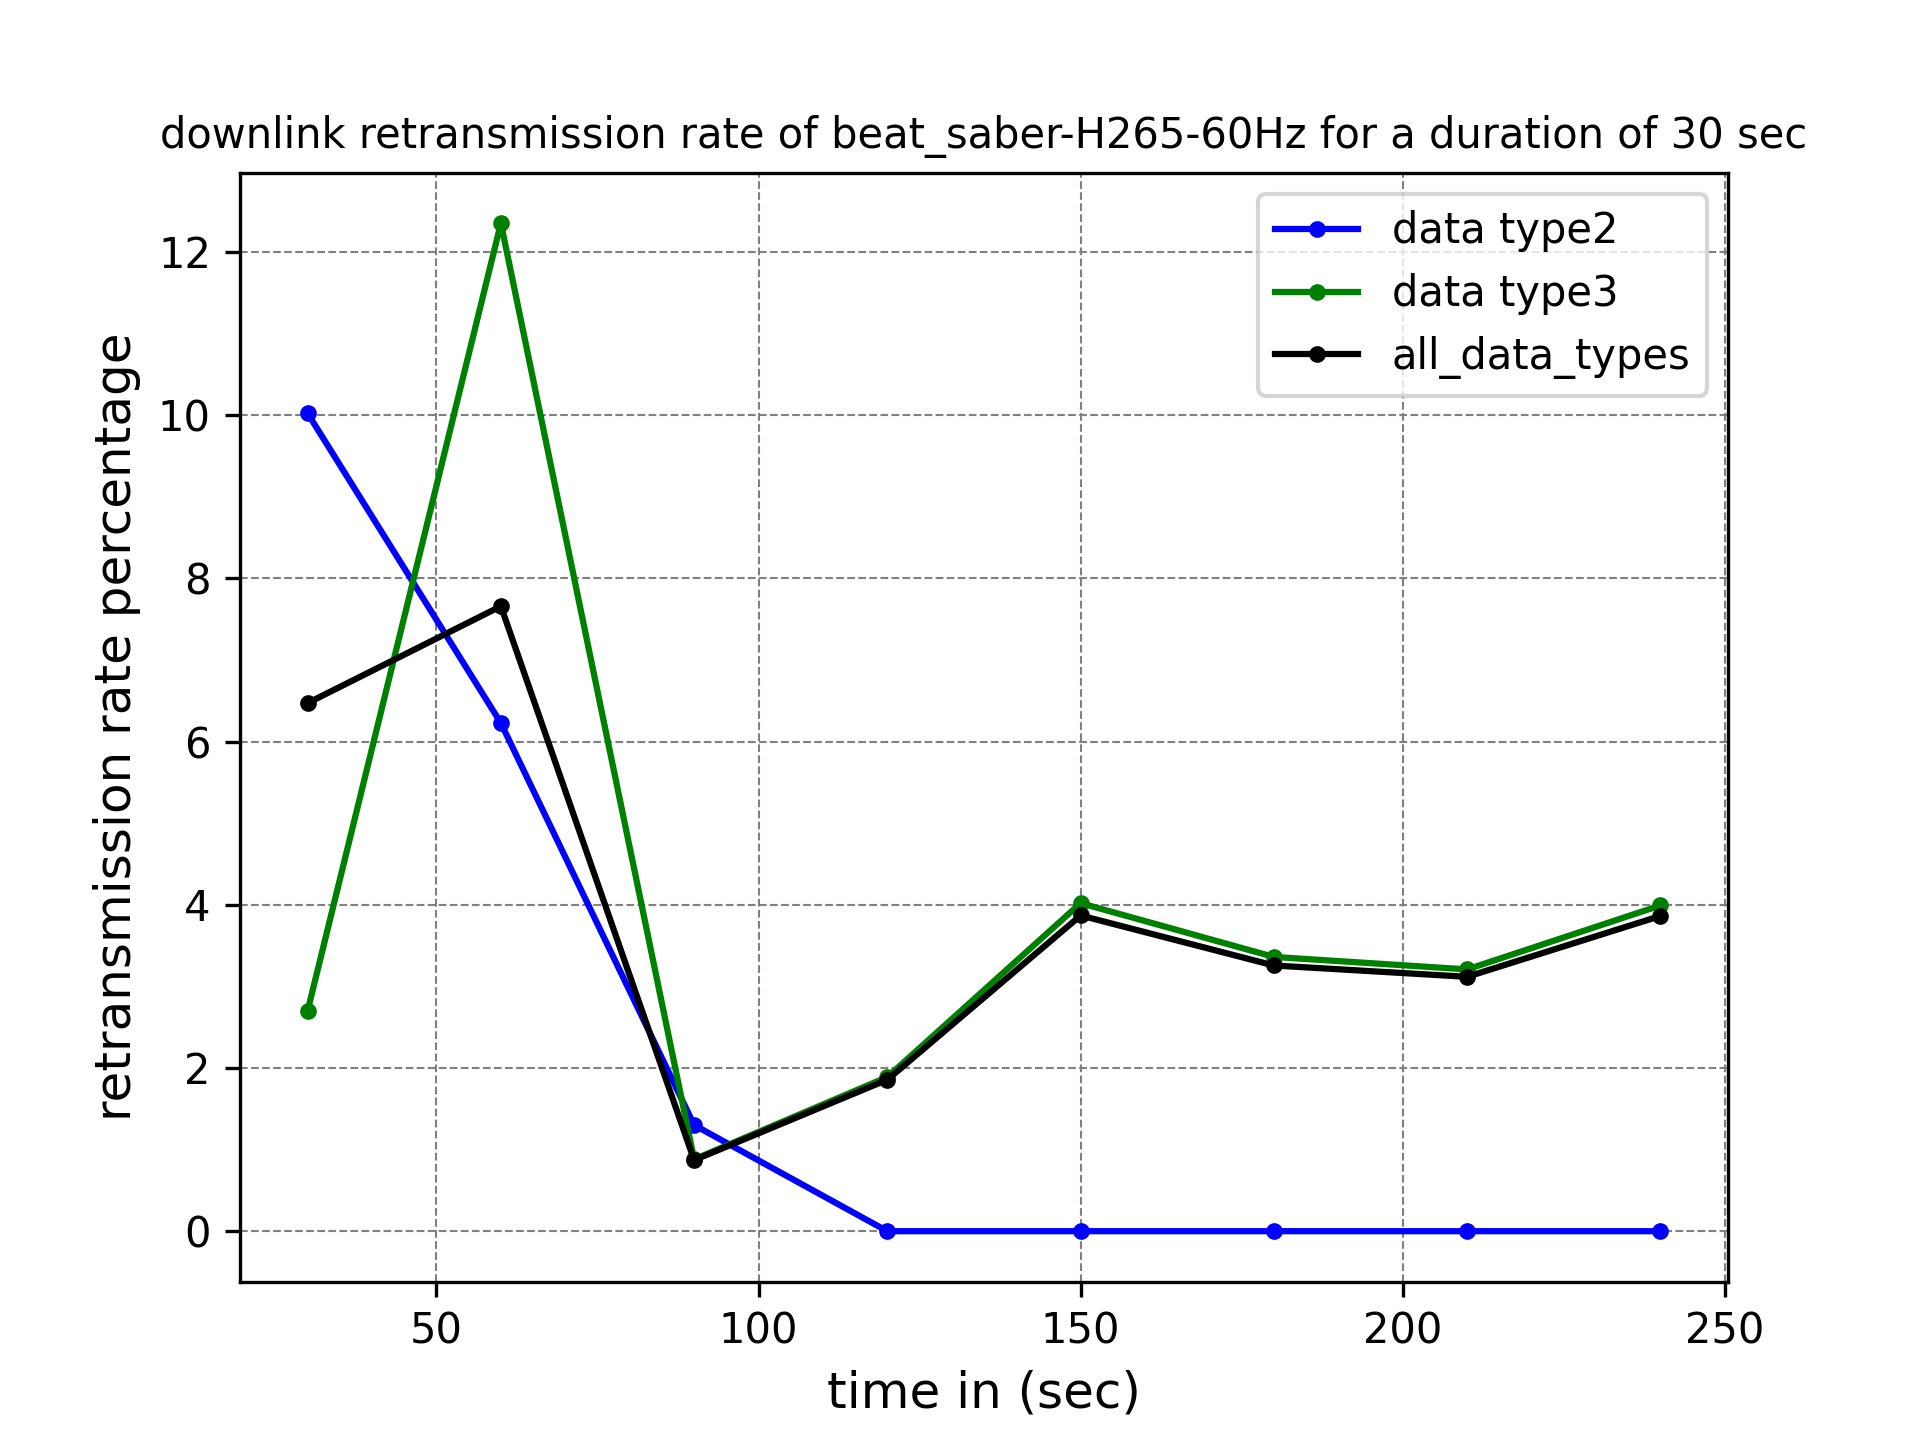 downlink retransmission rate of beat_saber-H265-60Hz for a duration of 30 sec
data type2
data type3
all_data_types
retransmission rate percentage
12
10
8
6
4
2
0
50 100 150 200 250
time in (sec)